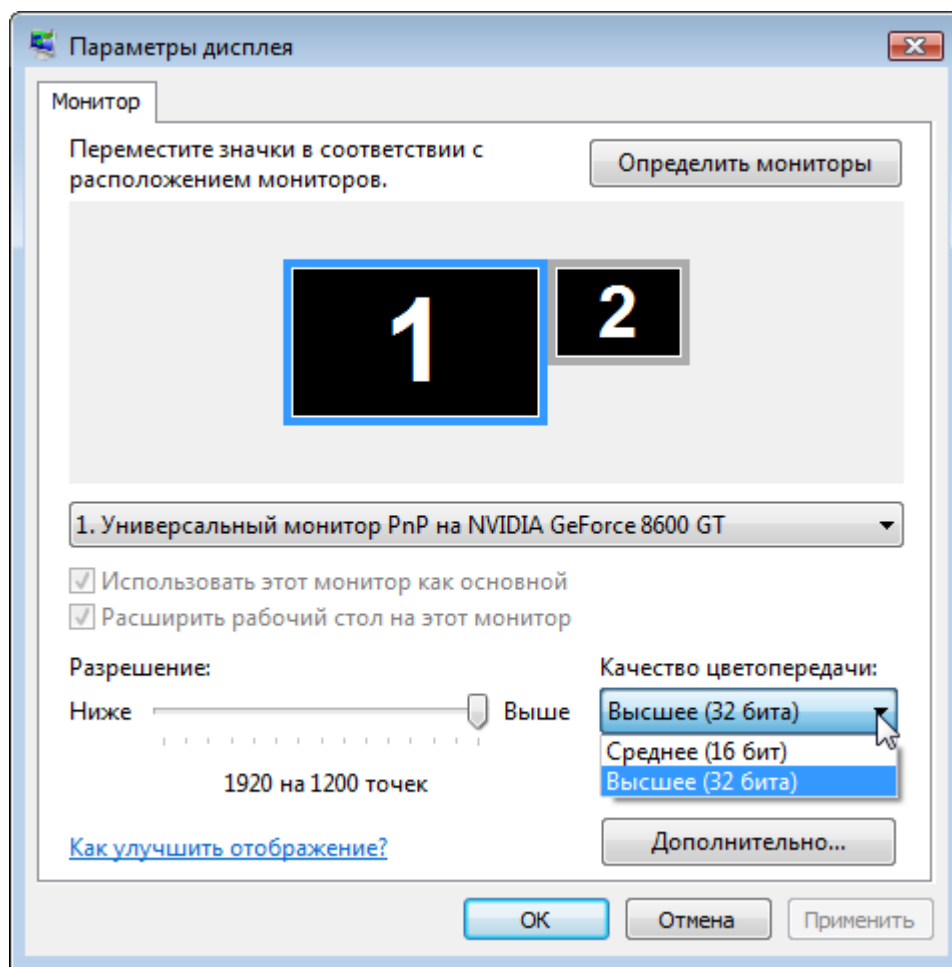 Параметры дисплея
Монитор
Переместите значки в соответствии с
расположением мониторов.
Определить мониторы
1
2
1. Универсальный монитор PnP на NVIDIA GeForce 8600 GT
Использовать этот монитор как основной
Расширить рабочий стол на этот монитор
Разрешение:
Ниже
Выше
1920 на 1200 точек
Качество цветопередачи:
Высшее (32 бита)
Среднее (16 бит)
Высшее (32 бита)
Как улучшить отображение?
Дополнительно...
ОК
Отмена
Применить